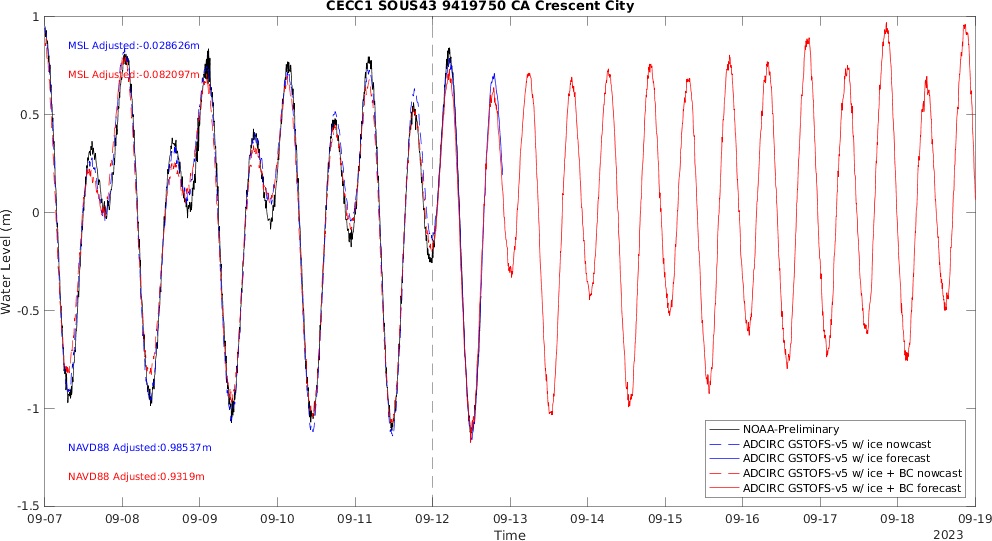 CECC1 SOUS43 9419750 CA Crescent City
1
0.5
0
-0.5
-1
-1.5
Water Level (m)
MSL Adjusted:-0.028626m
MSL Adjusted:-0.082097m
NAVD88 Adjusted:0.98537m
NAVD88 Adjusted:0.9319m
NOAA-Preliminary
ADCIRC GSTOFS-v5 w/ ice nowcast
ADCIRC GSTOFS-v5 w/ ice forecast
ADCIRC GSTOFS-v5 w/ ice + BC nowcast
ADCIRC GSTOFS-v5 w/ ice + BC forecast
09-07 09-08 09-09 09-10 09-11 09-12 09-13 09-14 09-15 09-16 09-17 09-18 09-19
Time
2023